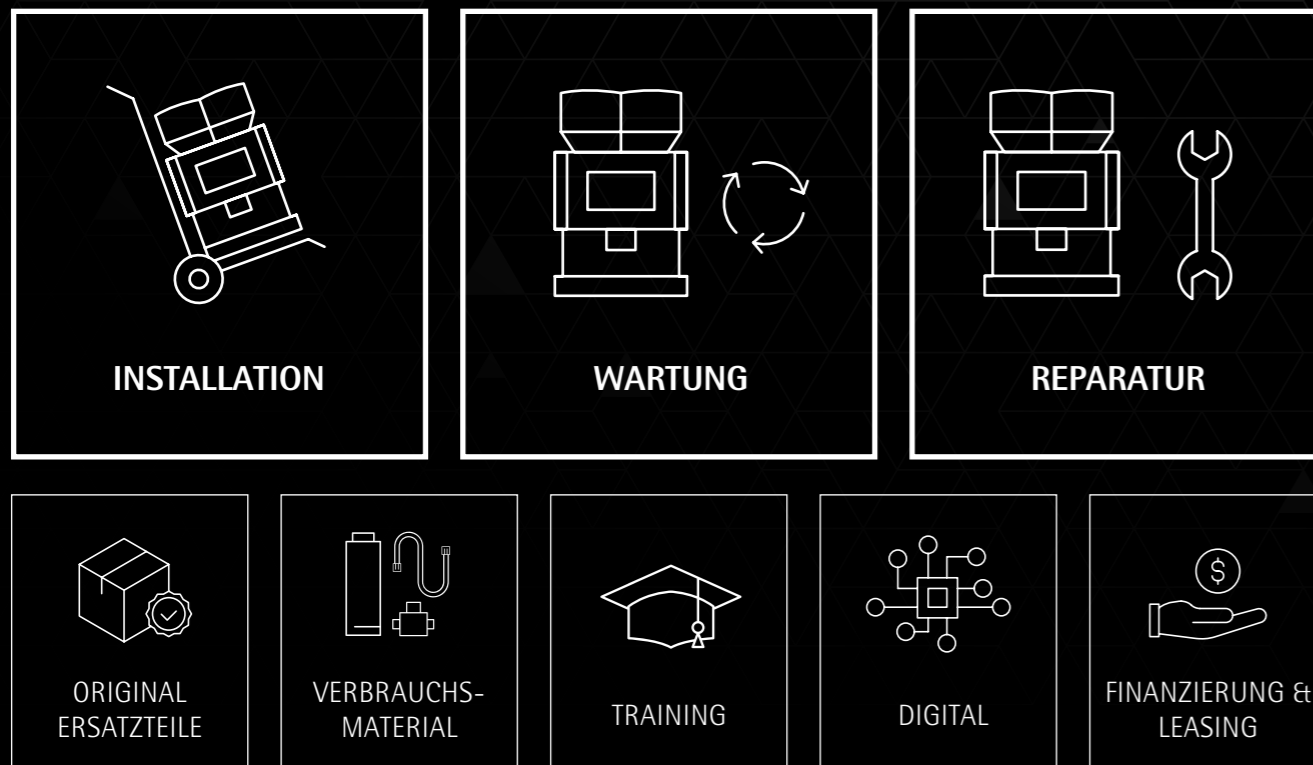 INSTALLATION
WARTUNG
REPARATUR
ORIGINAL
ERSATZTEILE
VERBRAUCHS-
MATERIAL
TRAINING
DIGITAL
FINANZIERUNG &
LEASING
$